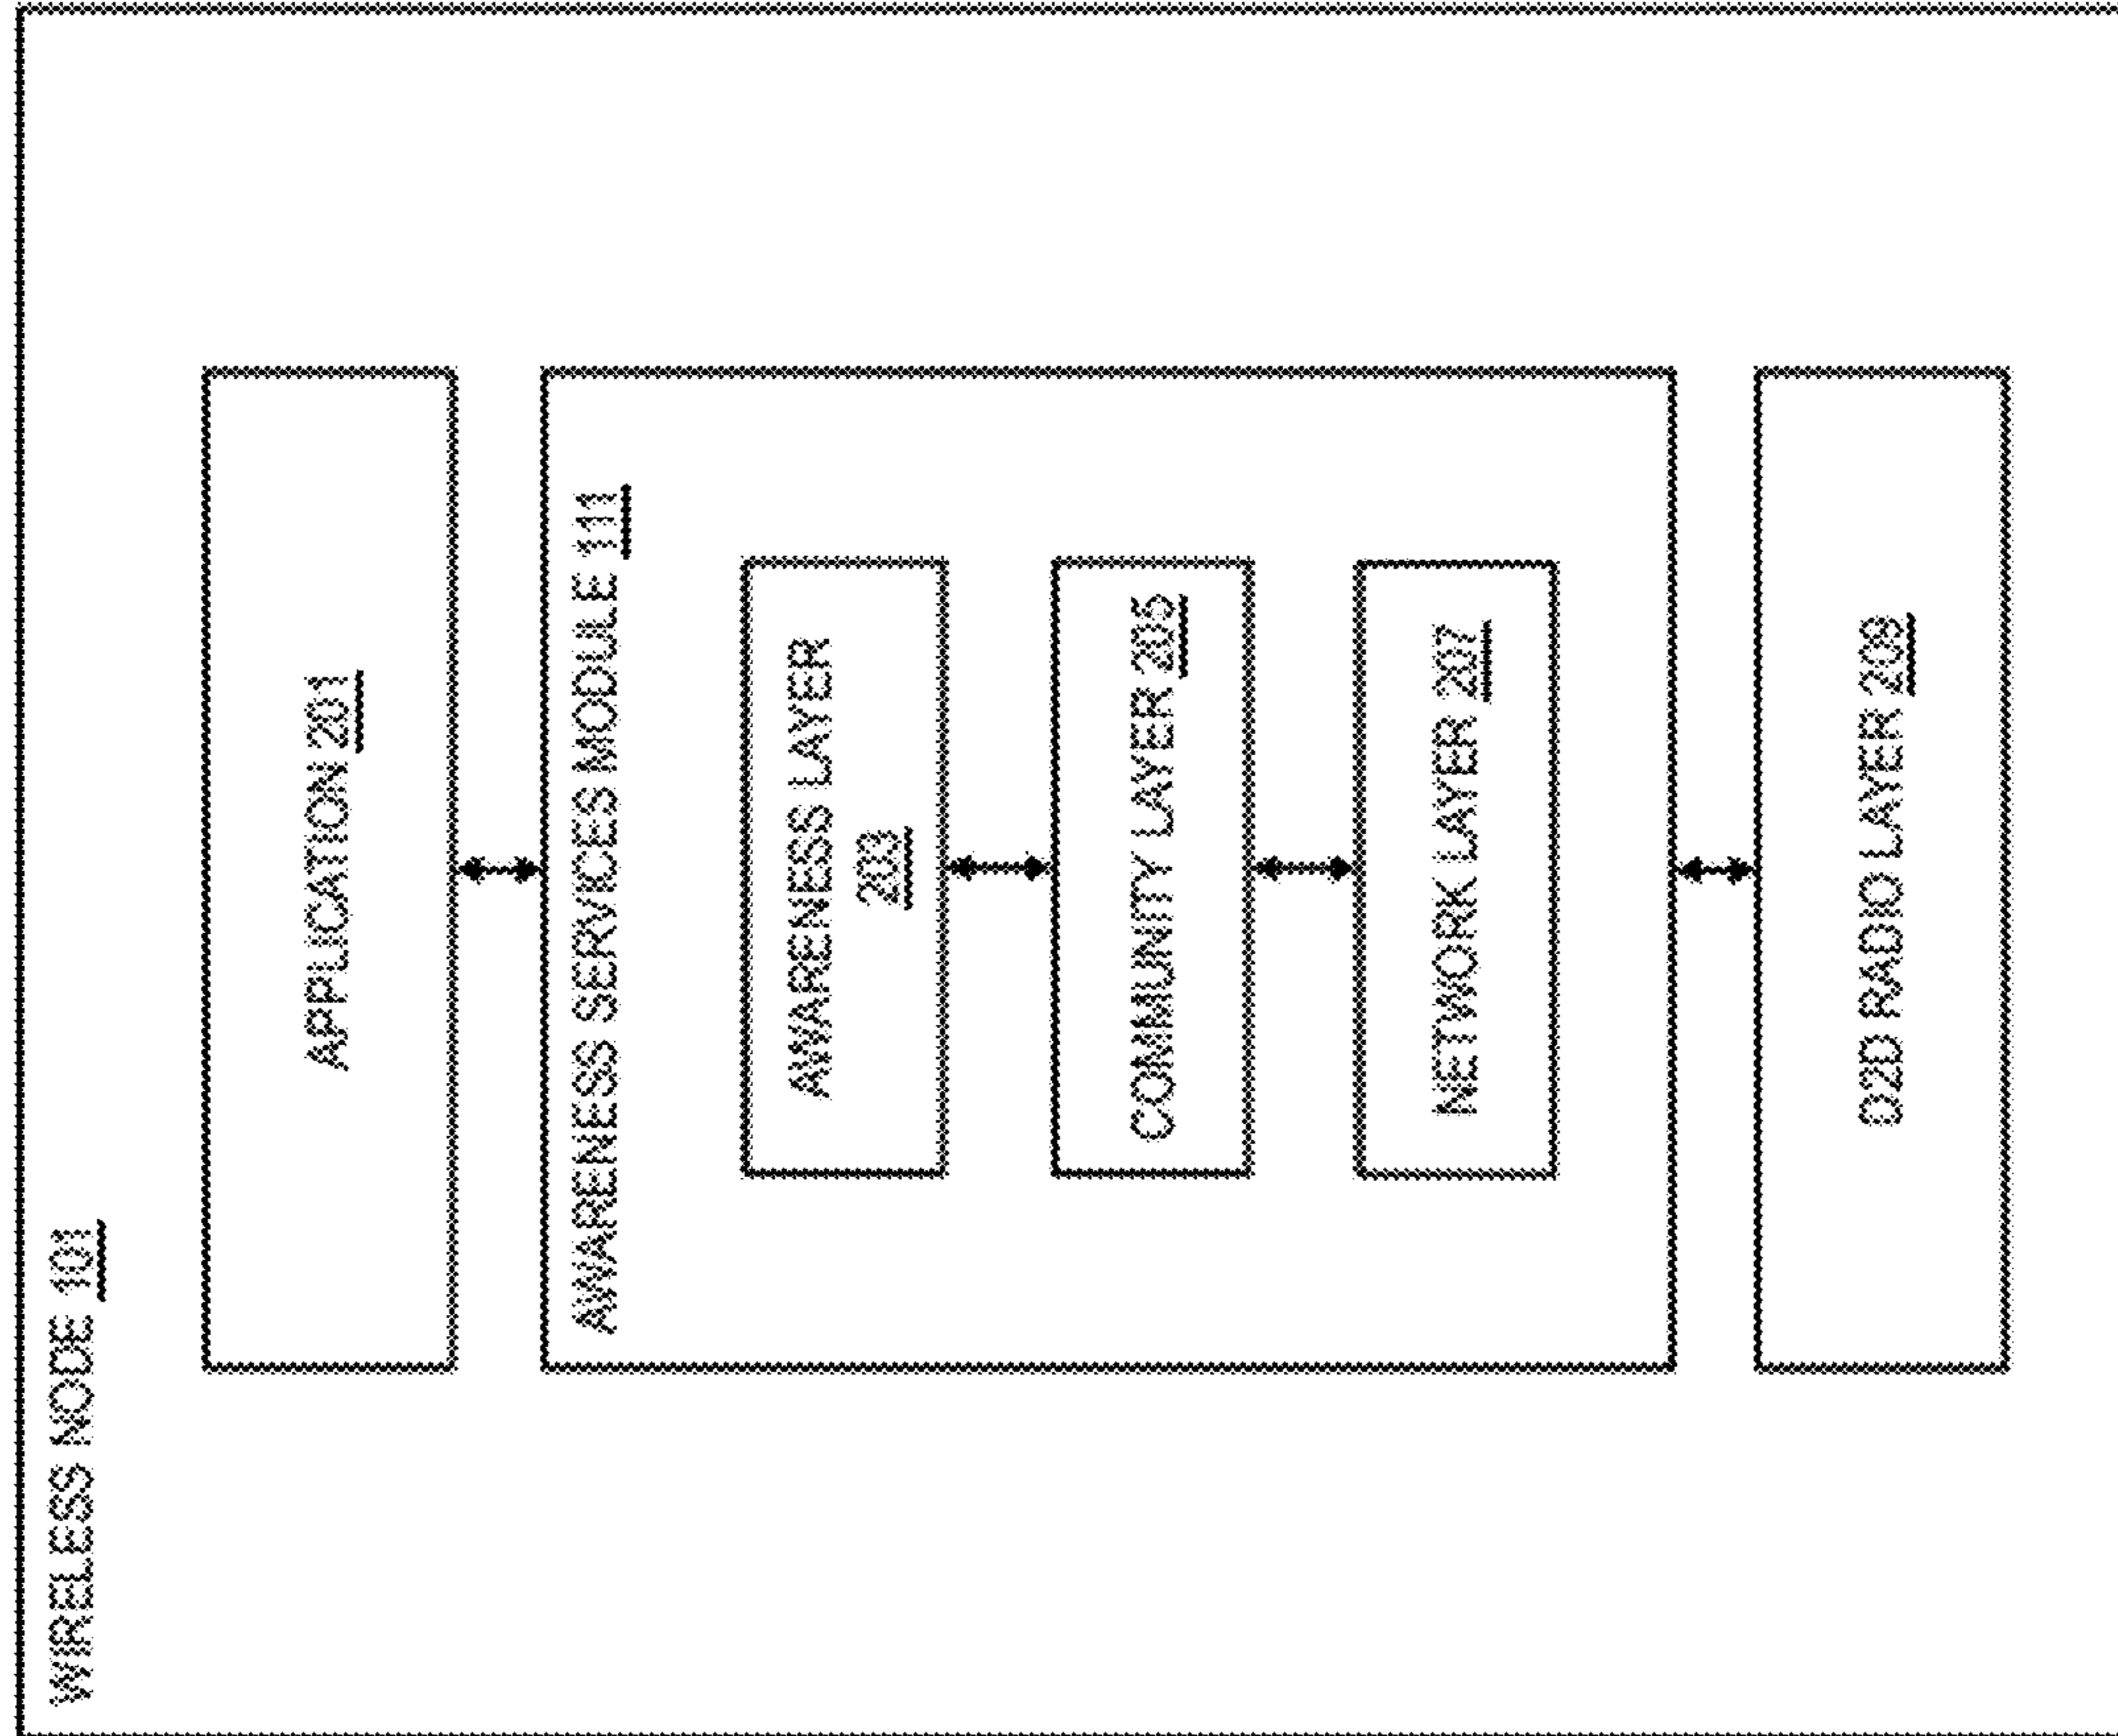 WIRELESS NODE 101
APPLICATION 201
AWARENESS SERVICES MODULE 111
AWARENESS LAYER
203
COMMUNITY LAYER 205
NETWORK LAYER 207
O2D RADIO LAYER 209